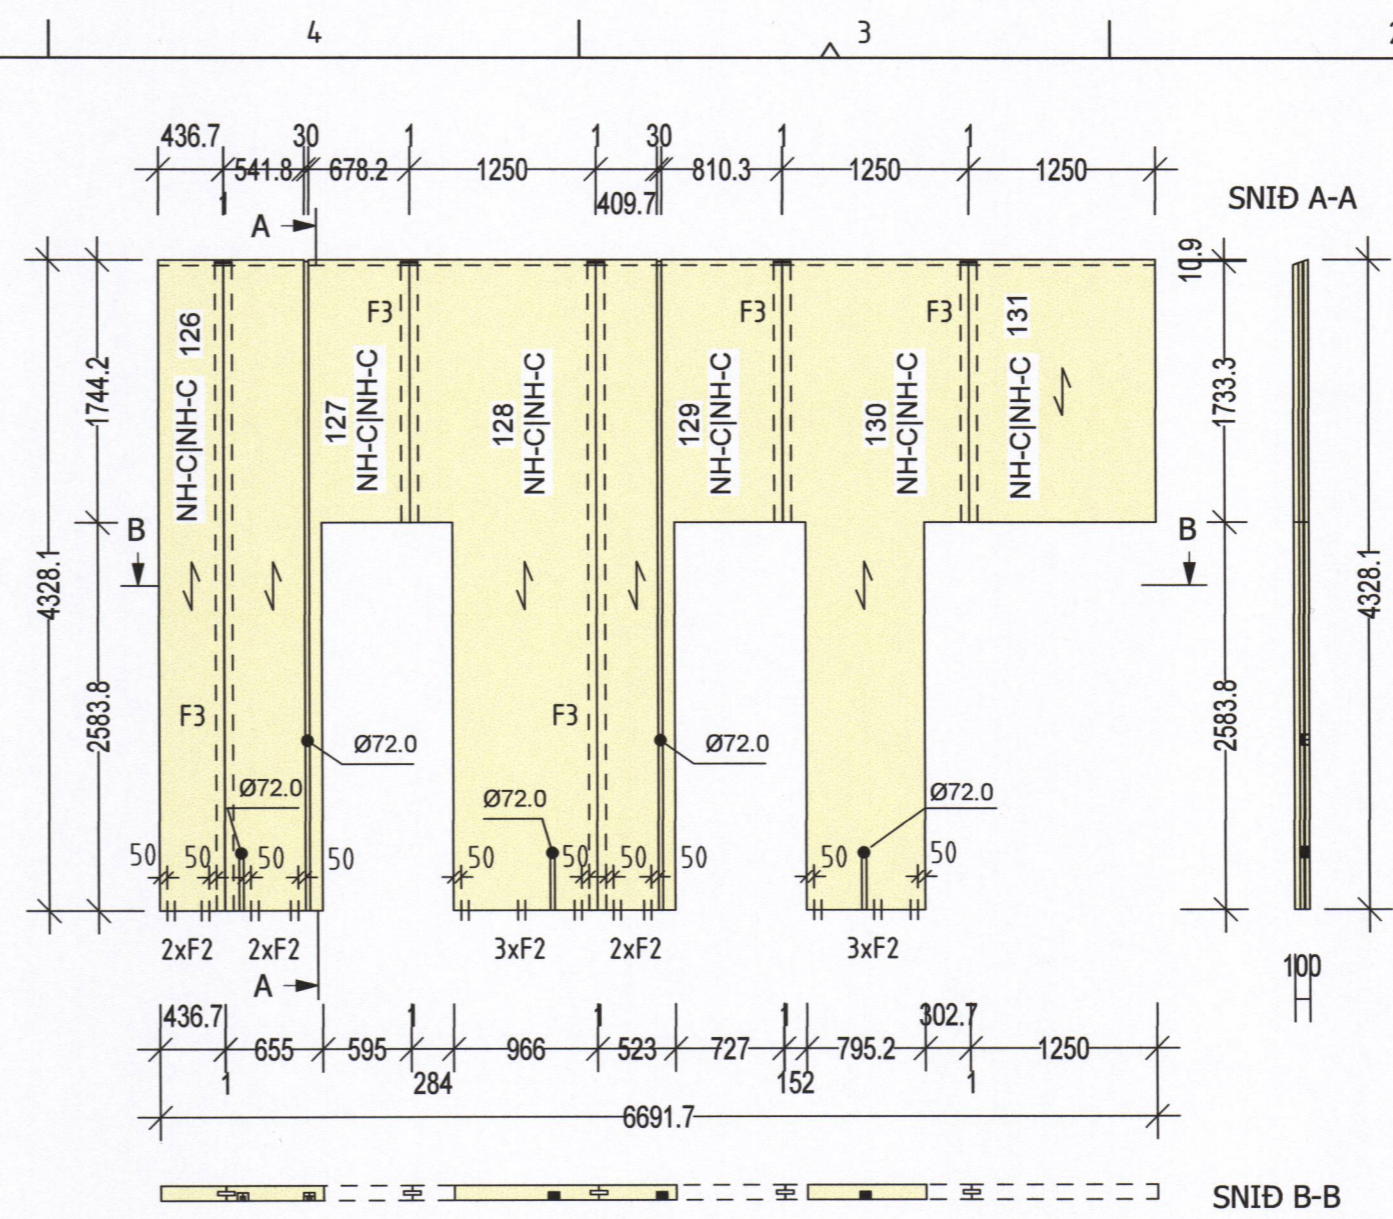 4
3
436.7
30
1
1
30
1
1
541.8
678.2
1250
810.3
1250
1250
1
409.7
SNIÐ A-A
A
10.9
F3
F3
F3
126
NH-C|NH-C
127
NH-C|NH-C
128
NH-C|NH-C
129
NH-C|NH-C
130
NH-C|NH-C
131
NH-C|NH-C
1744.2
1733.3
B
B
4328.1
4328.1
2583.8
2583.8
F3
F3
Ø72.0
Ø72.0
Ø72.0
Ø72.0
Ø72.0
50
50
50
50
50
50
50
50
50
50
2xF2
2xF2
3xF2
2xF2
3xF2
A
100
436.7
1
1
1
302.7
655
595
966
523
727
795.2
1250
1
284
152
1
6691.7
SNIÐ B-B